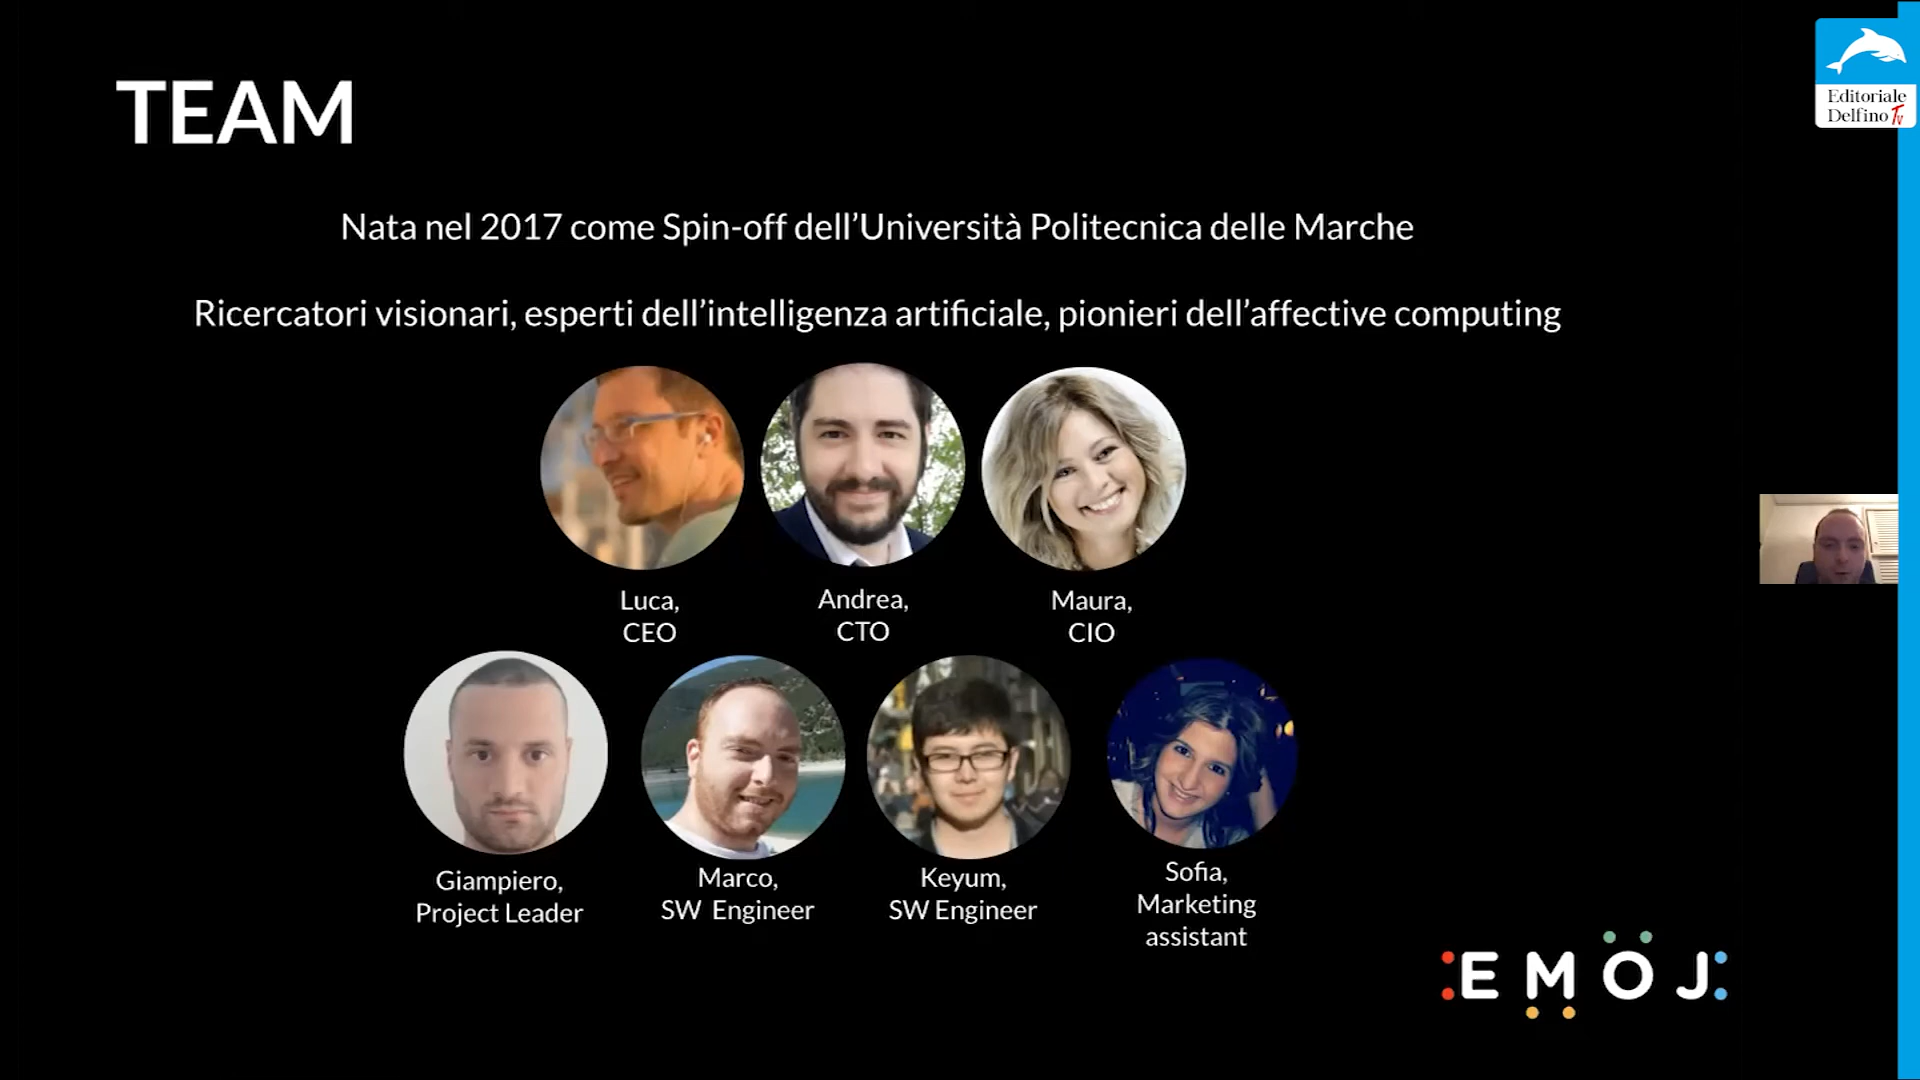 TEAM
Editoriale
Delfino Tv
Nata nel 2017 come Spin-off dell’Università Politecnica delle Marche
Ricercatori visionari, esperti dell’intelligenza artificiale, pionieri dell’affective computing
Luca,
CEO
Andrea,
CTO
Maura,
CIO
Giampiero,
Project Leader
Marco,
SW Engineer
Keyum,
SW Engineer
Sofia,
Marketing
assistant
EMOJ